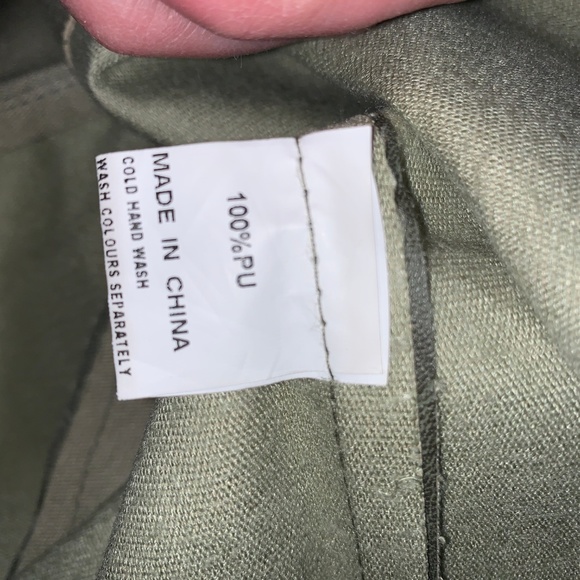 100%PU
MADE IN CHINA
COLD HAND WASH
WASH COLOURS SEPARATELY